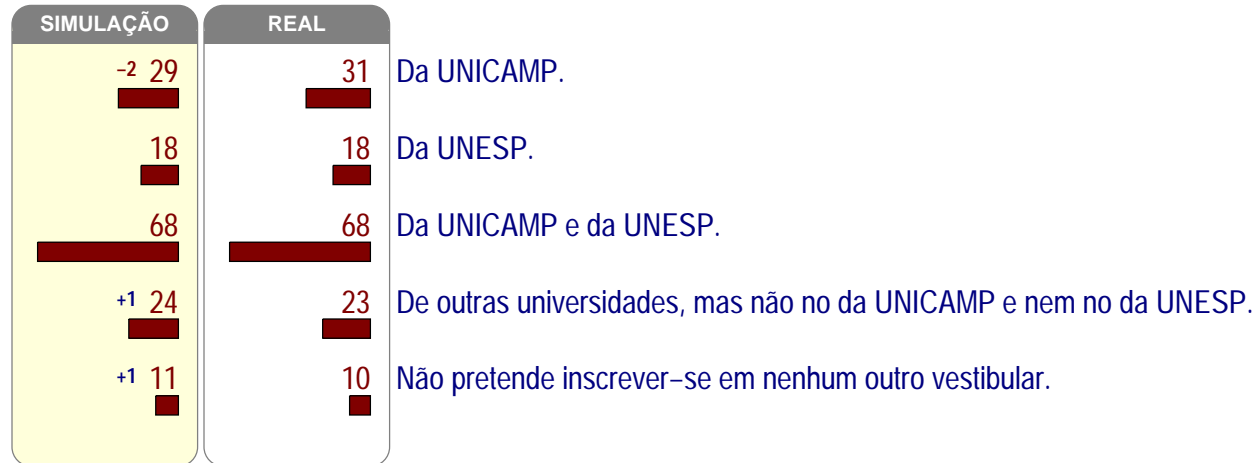 SIMULAÇÃO REAL
−2 29 31 Da UNICAMP.
18 18 Da UNESP.
68 68 Da UNICAMP e da UNESP.
+1 24 23 De outras universidades, mas não no da UNICAMP e nem no da UNESP.
+1 11 10 Não pretende inscrever−se em nenhum outro vestibular.